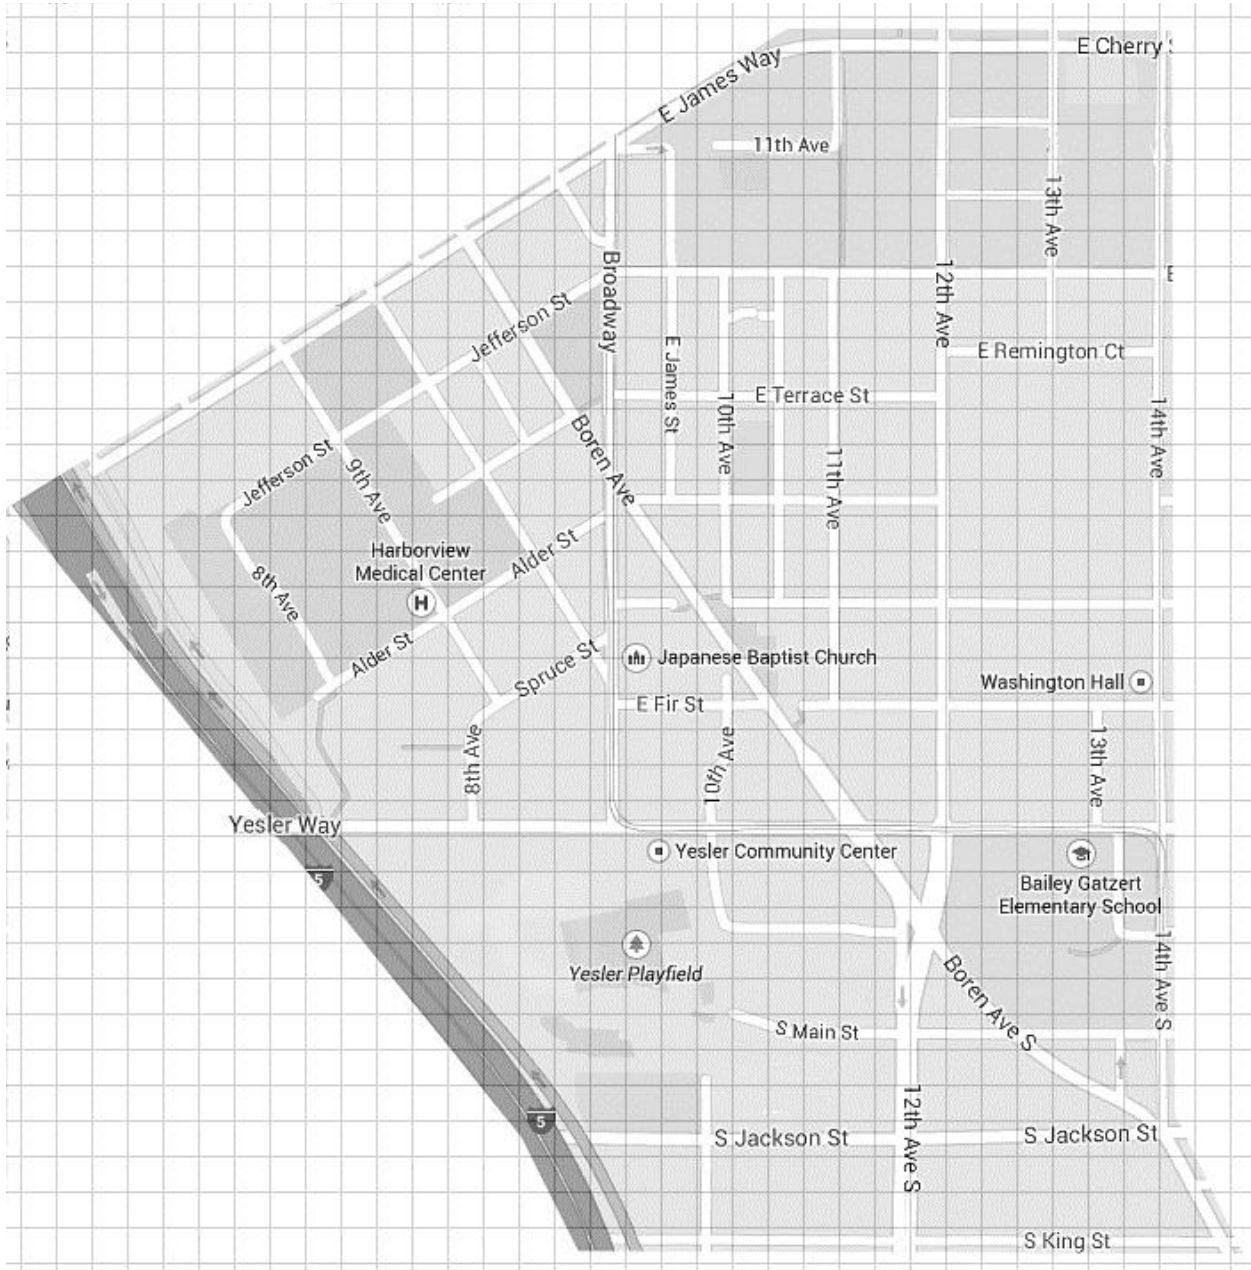 E Cherry
E James Way
11th Ave
13th Ave
Broadway
12th Ave
Jefferson St
E James St
E Remington Ct
E Terrace St
10th Ave
14th Ave
Boren Ave
Jefferson St
9th Ave
11th Ave
Harborview
Medical Center
H
Alder St
8th Ave
Alder St
Spruce St
Japanese Baptist Church
Washington Hall
E Fir St
8th Ave
10th Ave
13th Ave
Yesler Way
Yesler Community Center
5
Bailey Gatzert
Elementary School
Yesler Playfield
Boren Ave S
14th Ave S
S Main St
5
12th Ave S
S Jackson St
S Jackson St
S King St